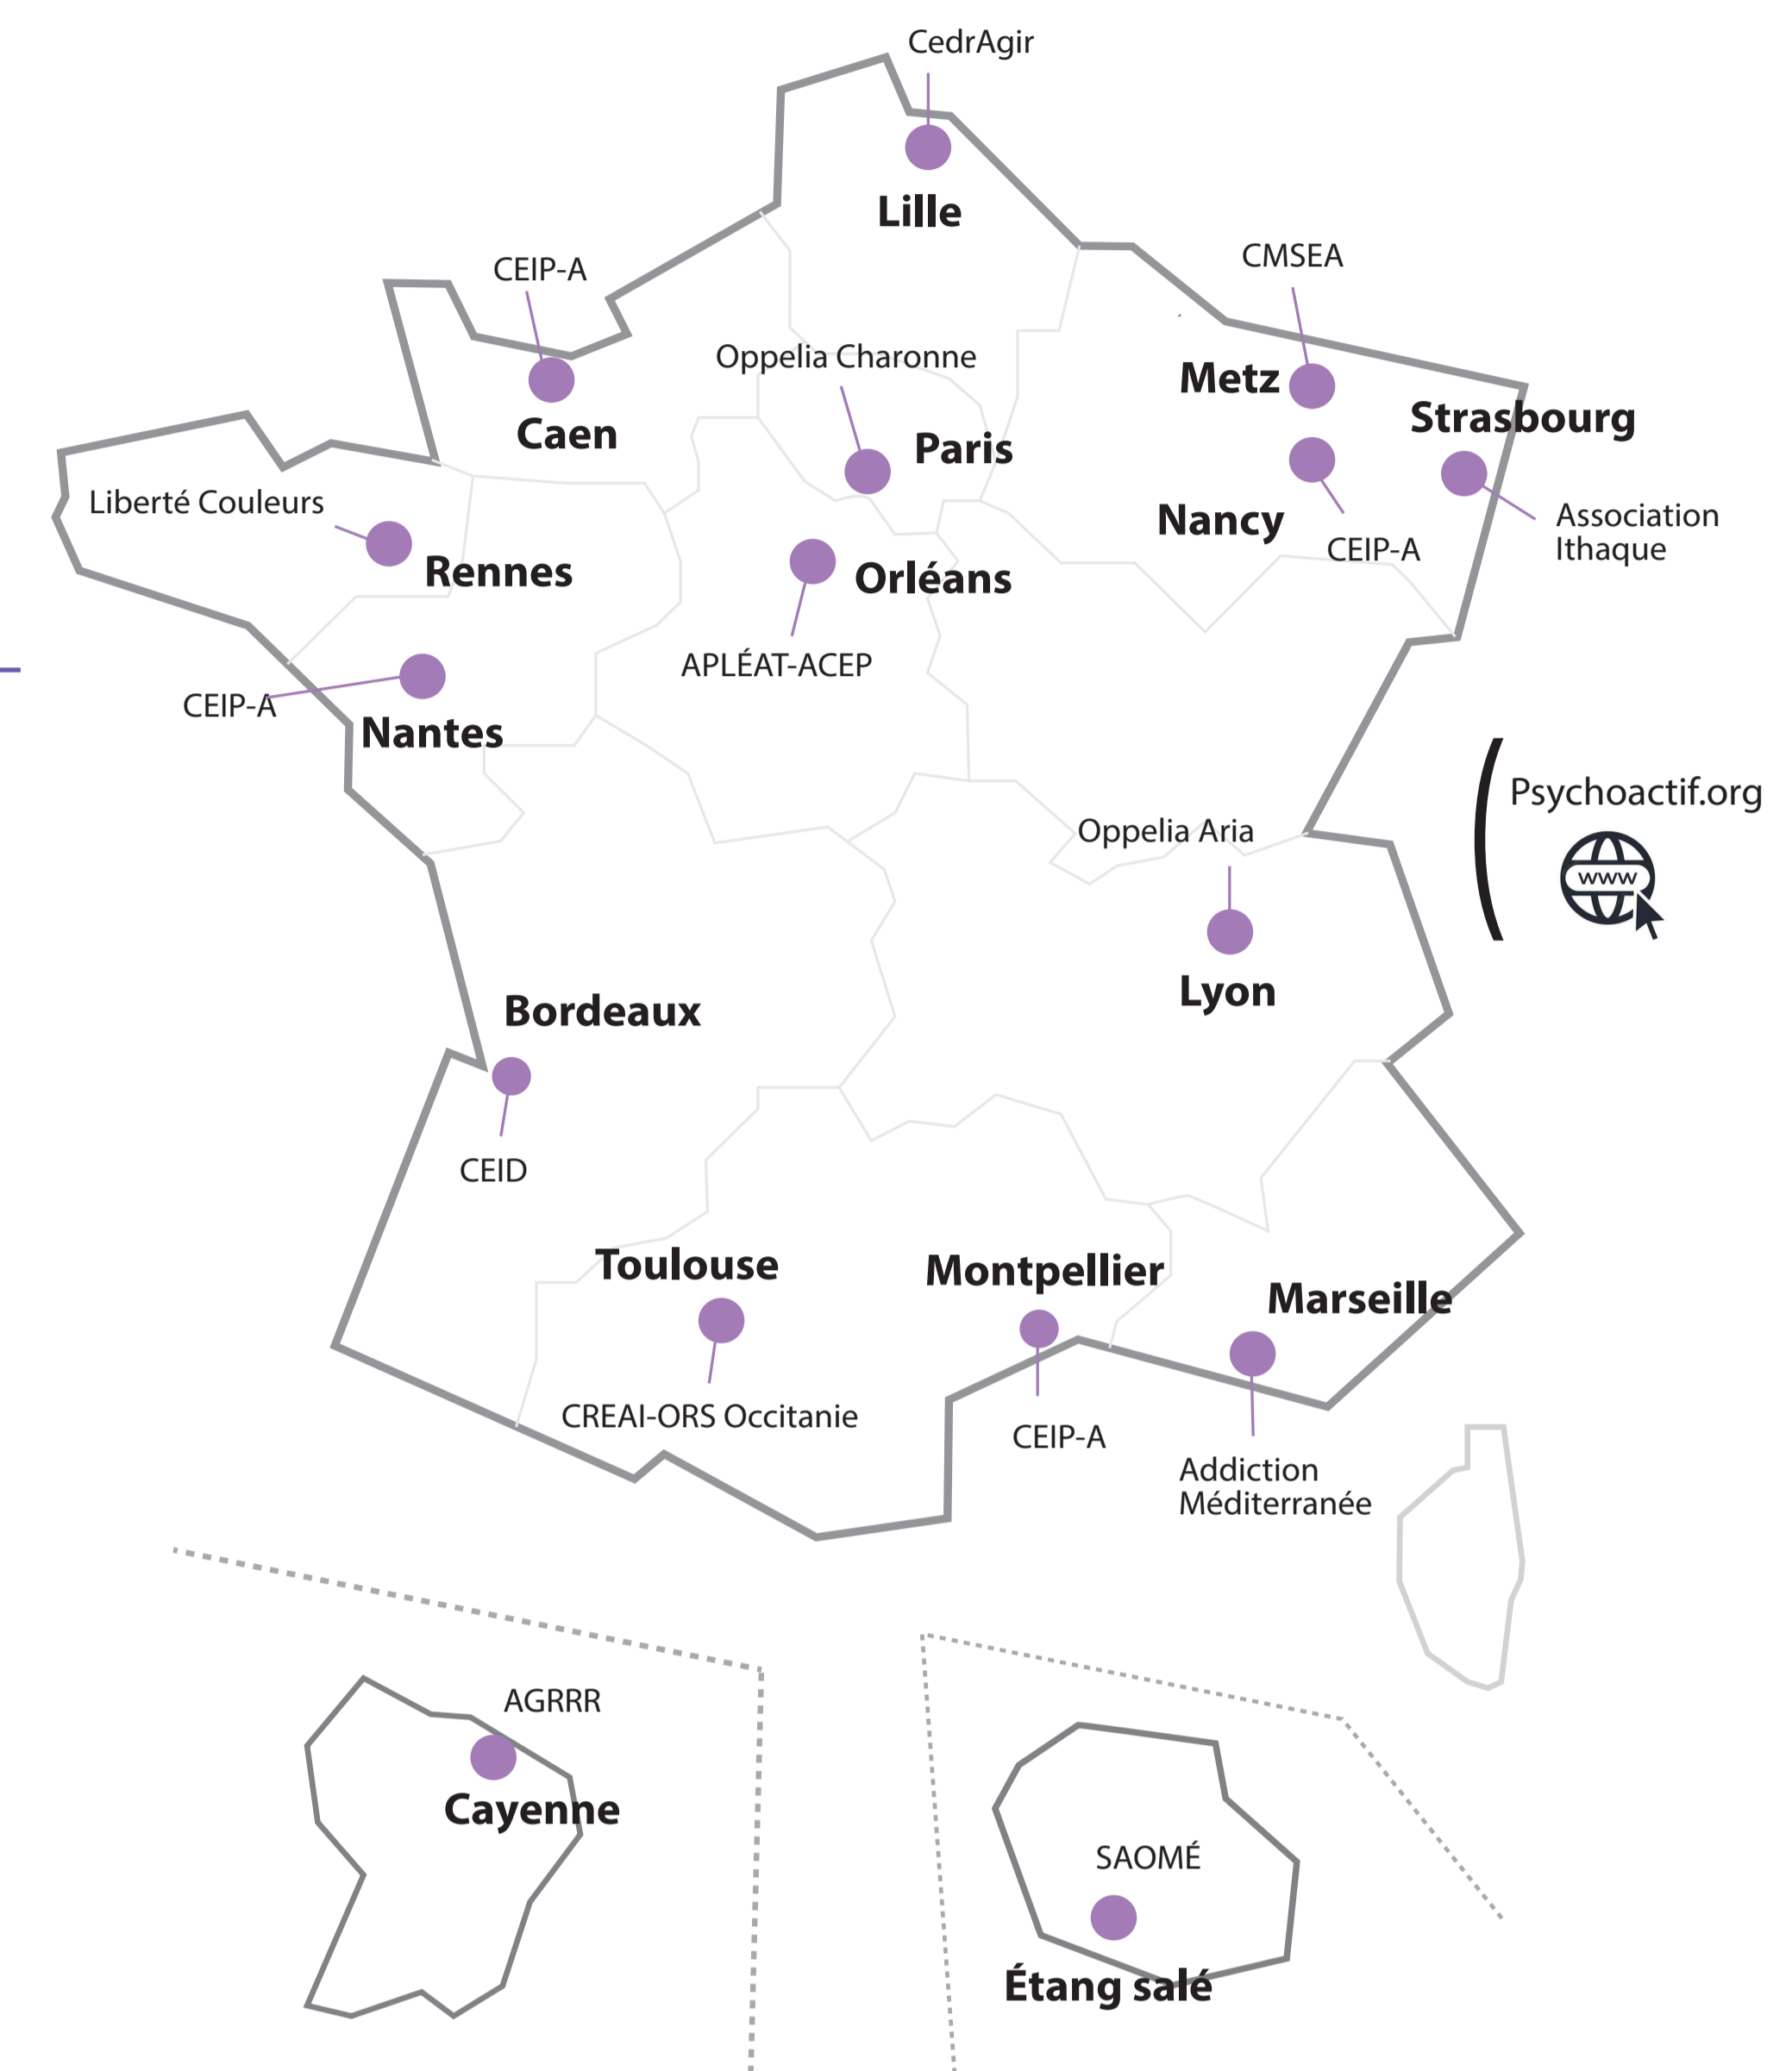 CedrAgir
Lille
CEIP-A
Caen
CMSEA
Metz
Oppelia Charonne
Paris
Strasbourg
Nancy
CEIP-A
Association
Ithaque
Liberté Couleurs
Rennes
Orléans
APLÉAT-ACEP
CEIP-A
Nantes
Psychoactif.org
www
Oppelia Aria
Lyon
Bordeaux
CEID
Toulouse
CREAI-ORS Occitanie
Montpellier
CEIP-A
Marseille
Addiction
Méditerranée
AGRRR
Cayenne
SAOMÉ
Étang salé